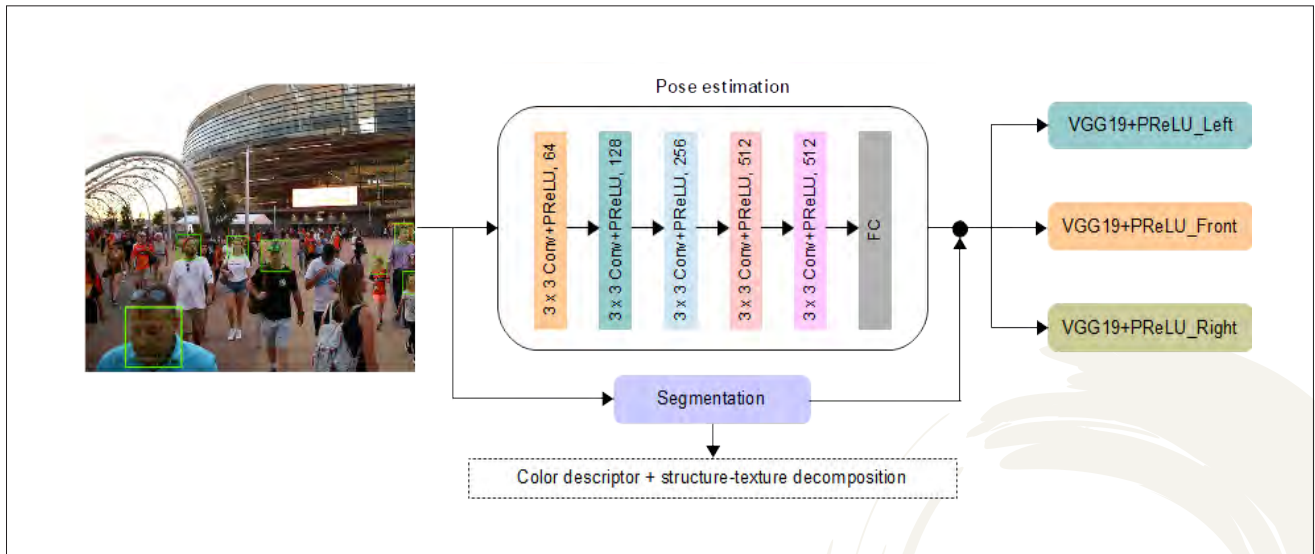 Pose estimation
3 x 3 Conv+PReLU, 64
3 x 3 Conv+PReLU, 128
3 x 3 Conv+PReLU, 256
3 x 3 Conv+PReLU, 512
3 x 3 Conv+PReLU, 512
FC
VGG19+PReLU_Left
VGG19+PReLU_Front
VGG19+PReLU_Right
Segmentation
Color descriptor + structure-texture decomposition